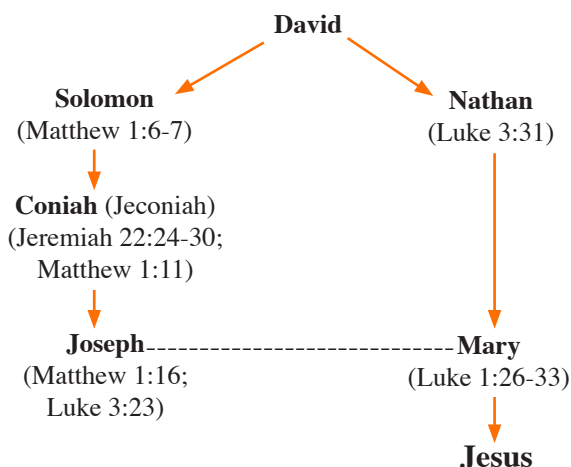 David
Solomon
(Matthew 1:6-7)
Nathan
(Luke 3:31)
Coniah (Jeconiah)
(Jeremiah 22:24-30;
Matthew 1:11)
Joseph
(Matthew 1:16;
Luke 3:23)
Mary
(Luke 1:26-33)
Jesus